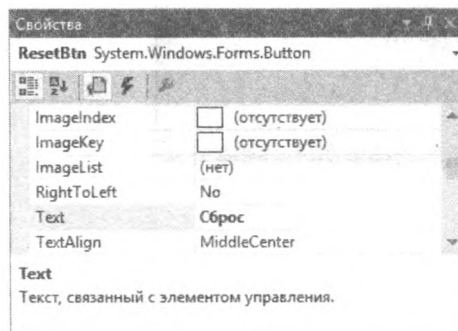 Свойства
ResetBtn System.Windows.Forms.Button
ImageIndex (отсутствует)
ImageKey (отсутствует)
ImageList (нет)
RightToLeft No
Text Сброс
TextAlign MiddleCenter
Text
Текст, связанный с элементом управления.